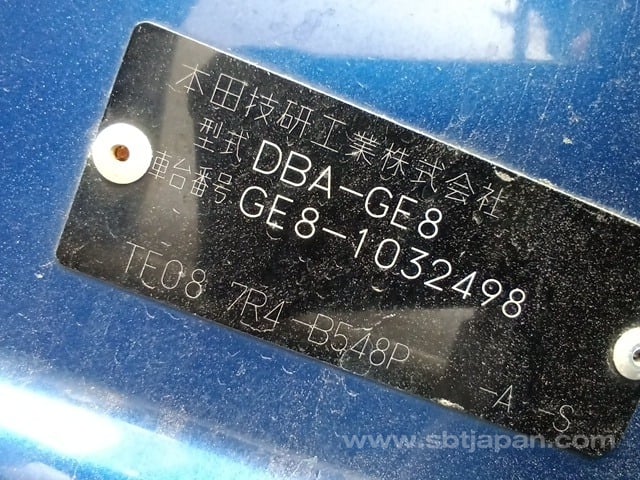 本田技研工業株式会社
型式 DBA-GE8
車台番号 GE8-1032498
TE08 7R4-B548P -A -S
www.sbtjapan.com